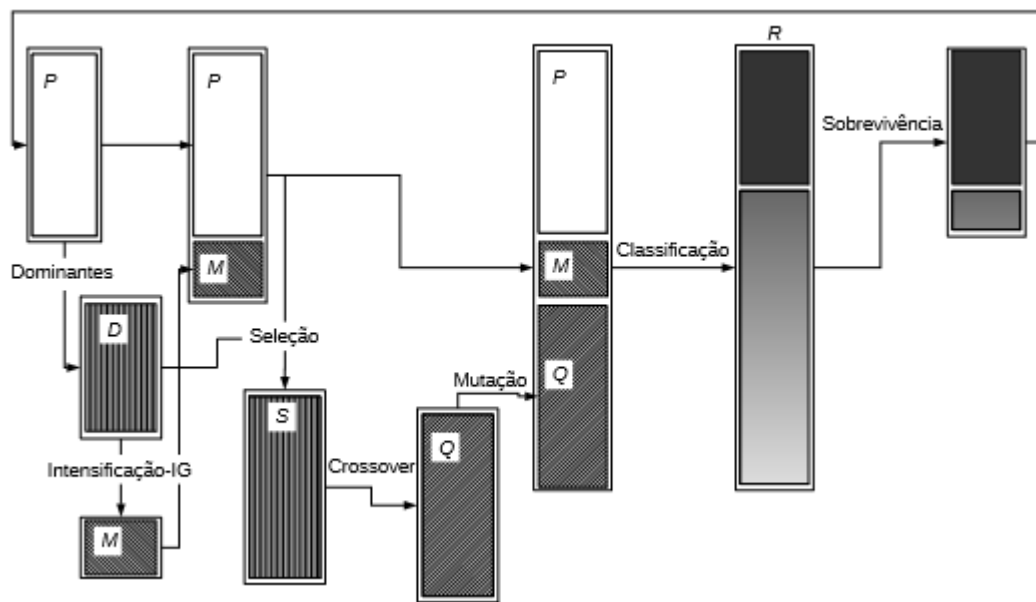 R
P
P
P
Sobrevivência
Dominantes
M
M
Classificação
D
Seleção
Mutação
Q
S
Q
Intensificação-IG
Crossover
M